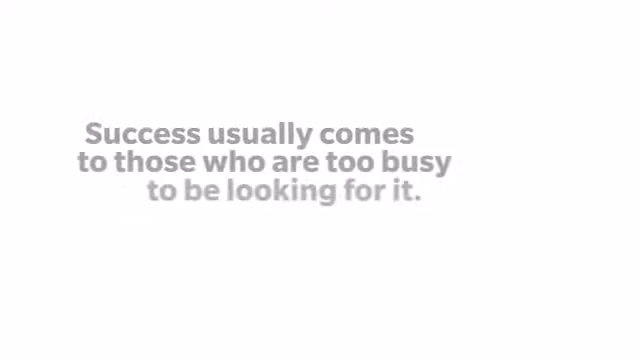 Success usually comes
to those who are too busy
to be looking for it.